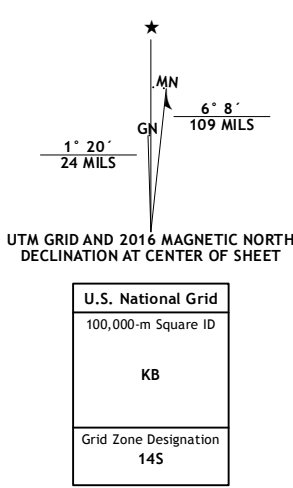 ★
MN
GN
6° 8´
109 MILS
1° 20´
24 MILS
UTM GRID AND 2016 MAGNETIC NORTH
DECLINATION AT CENTER OF SHEET
U.S. National Grid
100,000-m Square ID
KB
Grid Zone Designation
14S